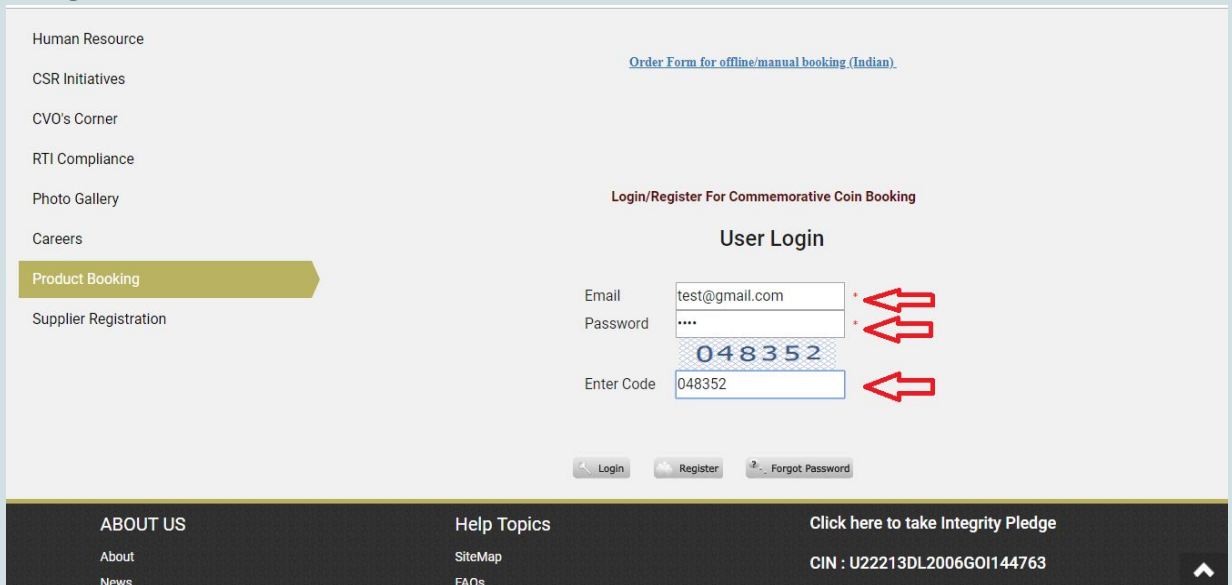 Human Resource
CSR Initiatives
CVO's Corner
RTI Compliance
Photo Gallery
Careers
Product Booking
Supplier Registration
Order Form for offline/manual booking (Indian)
Login/Register For Commemorative Coin Booking
User Login
Email test@gmail.com *
Password •••• *
048352
Enter Code 048352
Login Register Forgot Password
ABOUT US
About
News
Help Topics
SiteMap
FAQs
Click here to take Integrity Pledge
CIN : U22213DL2006GOI144763